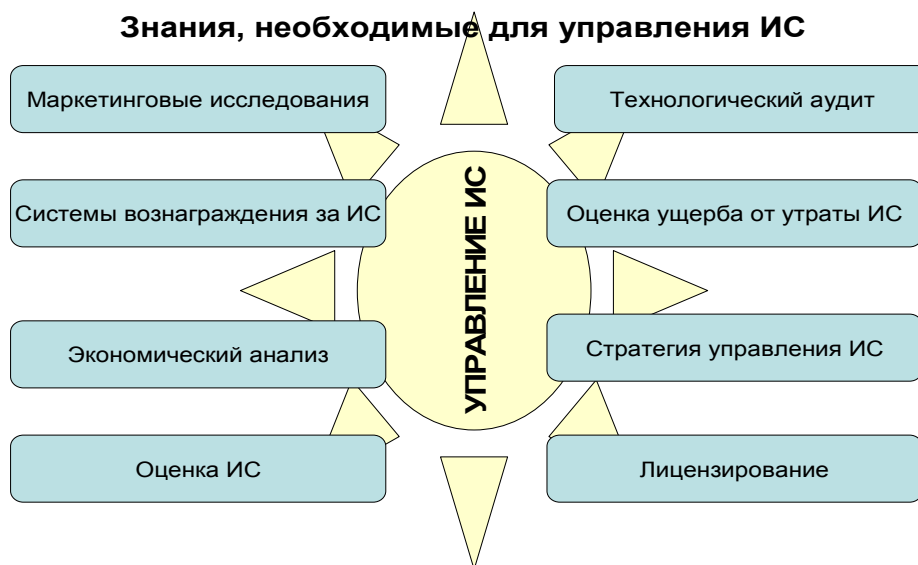 Знания, необходимые для управления ИС
Маркетинговые исследования
Технологический аудит
Системы вознаграждения за ИС
Оценка ущерба от утраты ИС
УПРАВЛЕНИЕ ИС
Экономический анализ
Стратегия управления ИС
Оценка ИС
Лицензирование